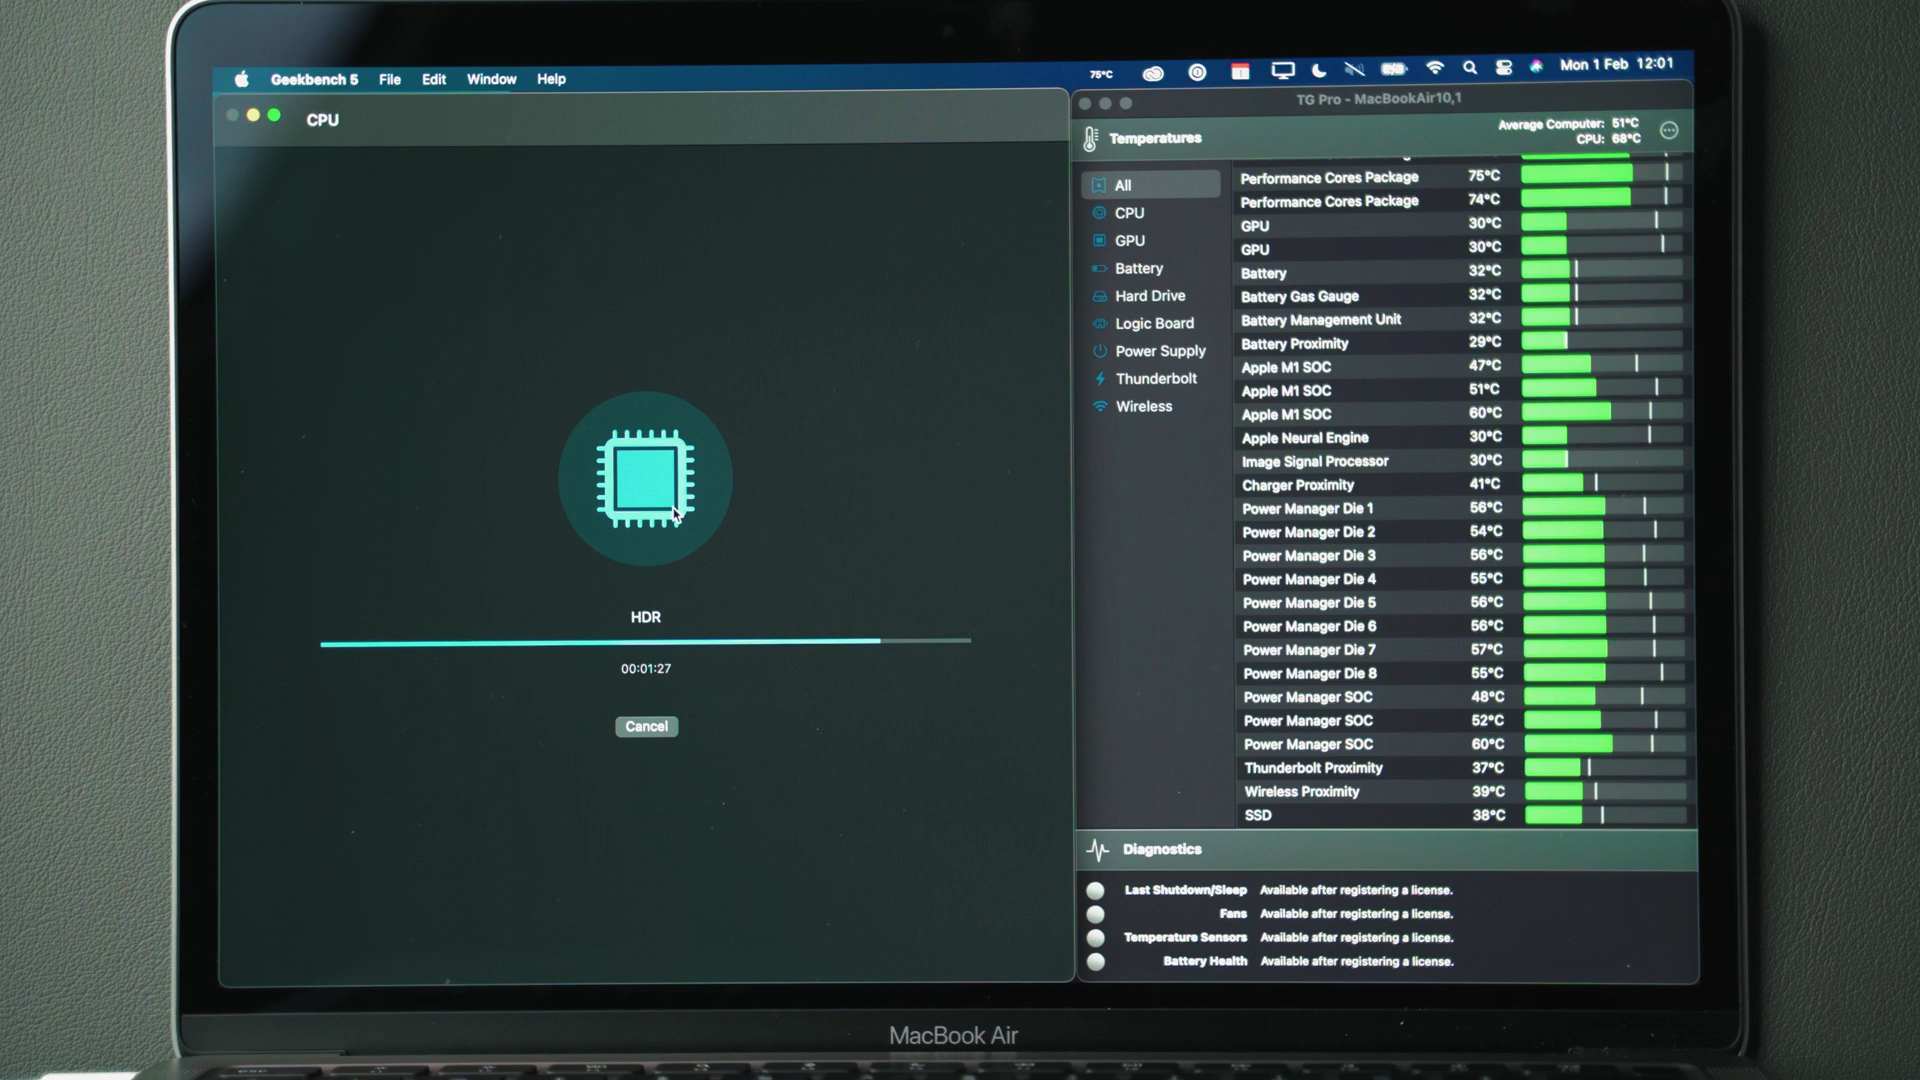 Geekbench 5 File Edit Window Help
75°C Mon 1 Feb 12:01
CPU
TG Pro - MacBookAir10,1
Temperatures
Average Computer: 51°C
CPU: 68°C
All
CPU
GPU
Battery
Hard Drive
Logic Board
Power Supply
Thunderbolt
Wireless
Performance Cores Package 75°C
Performance Cores Package 74°C
GPU 30°C
GPU 30°C
Battery 32°C
Battery Gas Gauge 32°C
Battery Management Unit 32°C
Battery Proximity 29°C
Apple M1 SOC 47°C
Apple M1 SOC 51°C
Apple M1 SOC 60°C
Apple Neural Engine 30°C
Image Signal Processor 30°C
Charger Proximity 41°C
Power Manager Die 1 56°C
Power Manager Die 2 54°C
Power Manager Die 3 56°C
Power Manager Die 4 55°C
Power Manager Die 5 56°C
Power Manager Die 6 56°C
Power Manager Die 7 57°C
Power Manager Die 8 55°C
Power Manager SOC 48°C
Power Manager SOC 52°C
Power Manager SOC 60°C
Thunderbolt Proximity 37°C
Wireless Proximity 39°C
SSD 38°C
HDR
00:01:27
Cancel
Diagnostics
Last Shutdown/Sleep Available after registering a license.
Fans Available after registering a license.
Temperature Sensors Available after registering a license.
Battery Health Available after registering a license.
MacBook Air